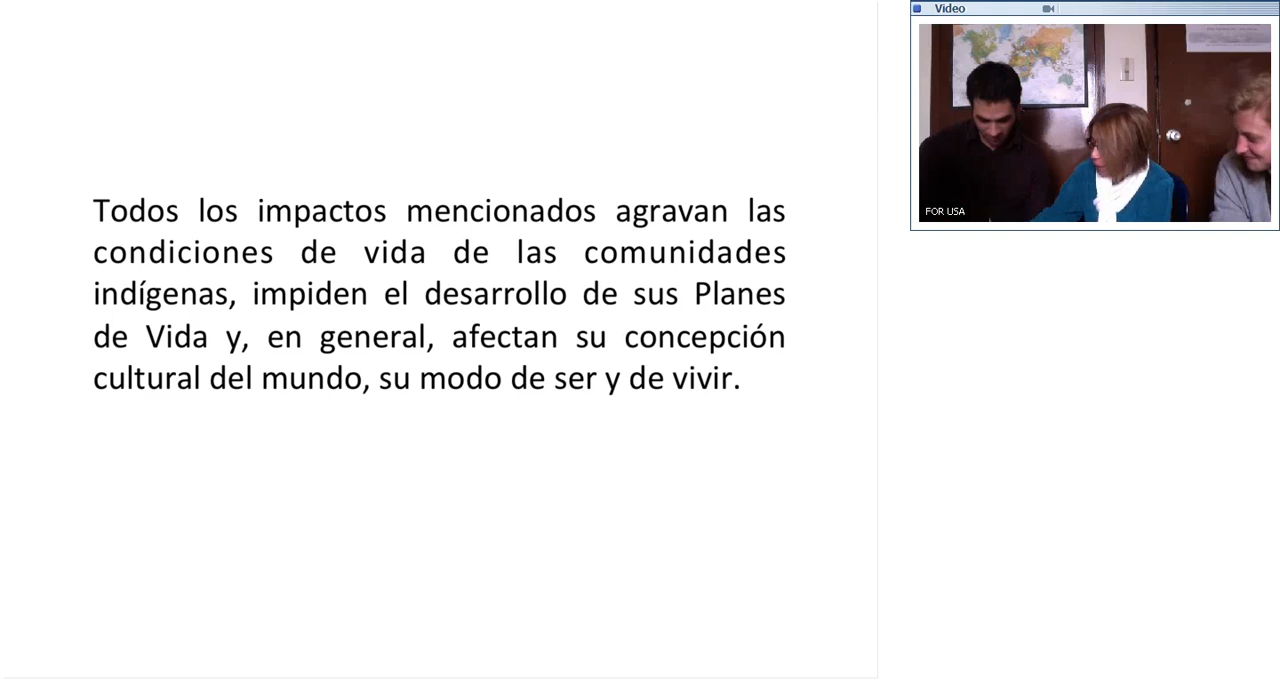 Todos los impactos mencionados agravan las
condiciones de vida de las comunidades
indígenas, impiden el desarrollo de sus Planes
de Vida y, en general, afectan su concepción
cultural del mundo, su modo de ser y de vivir.
Video
FOR USA